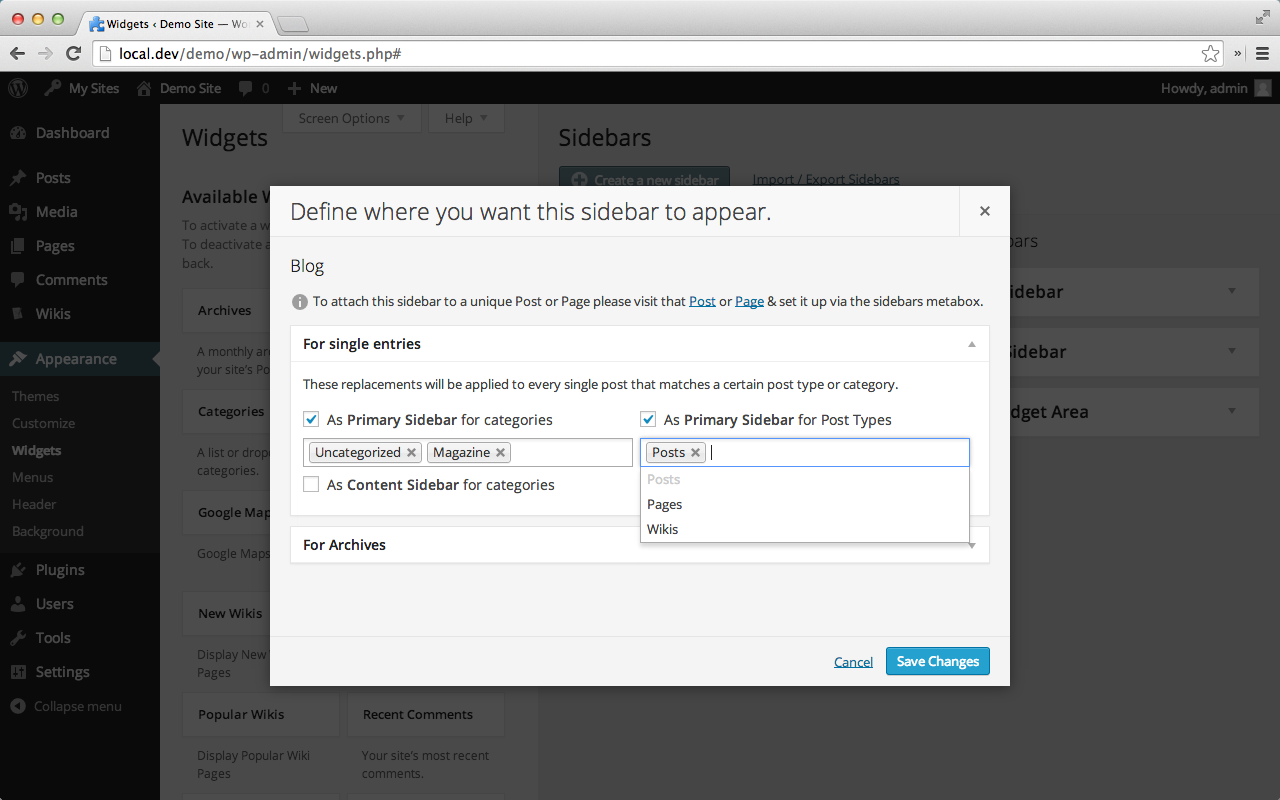 Widgets ‹ Demo Site — Wo
local.dev/demo/wp-admin/widgets.php#
My Sites
Demo Site
0
New
Howdy, admin
Dashboard
Posts
Media
Pages
Comments
Wikis
Appearance
Themes
Customize
Widgets
Menus
Header
Background
Plugins
Users
Tools
Settings
Collapse menu
Screen Options
Help
Widgets
Available W
To activate a w
To deactivate a
back.
Archives
A monthly ar
your site's Po
Categories
A list or drop
categories.
Google Map
Google Maps
New Wikis
Display New
Pages
Popular Wikis
Display Popular Wiki
Pages
Recent Comments
Your site's most recent
comments.
Sidebars
Create a new sidebar
Import / Export Sidebars
bars
idebar
Sidebar
dget Area
Define where you want this sidebar to appear.
Blog
To attach this sidebar to a unique Post or Page please visit that Post or Page & set it up via the sidebars metabox.
For single entries
These replacements will be applied to every single post that matches a certain post type or category.
As Primary Sidebar for categories
Uncategorized
Magazine
As Content Sidebar for categories
As Primary Sidebar for Post Types
Posts
Posts
Pages
Wikis
For Archives
Cancel
Save Changes